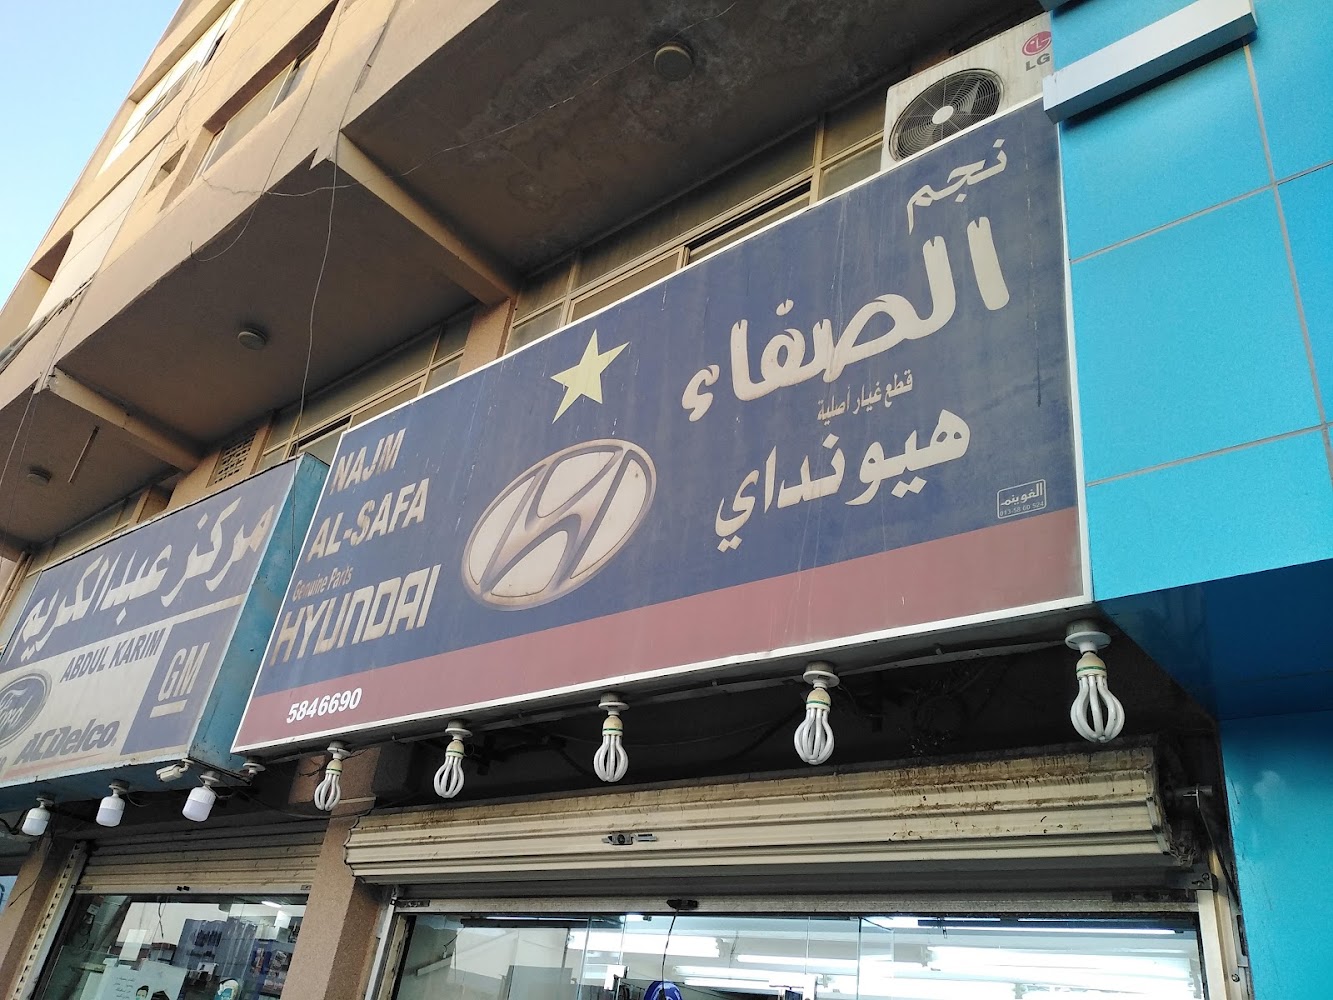 LG
نجم
الصفاء
قطع غيار أصلية
هيونداي
NAJM
AL-SAFA
Genuine Parts
HYUNDAI
5846690
مركز عبدالكريم
ABDUL KARIM
GM
Ford
ACDelco